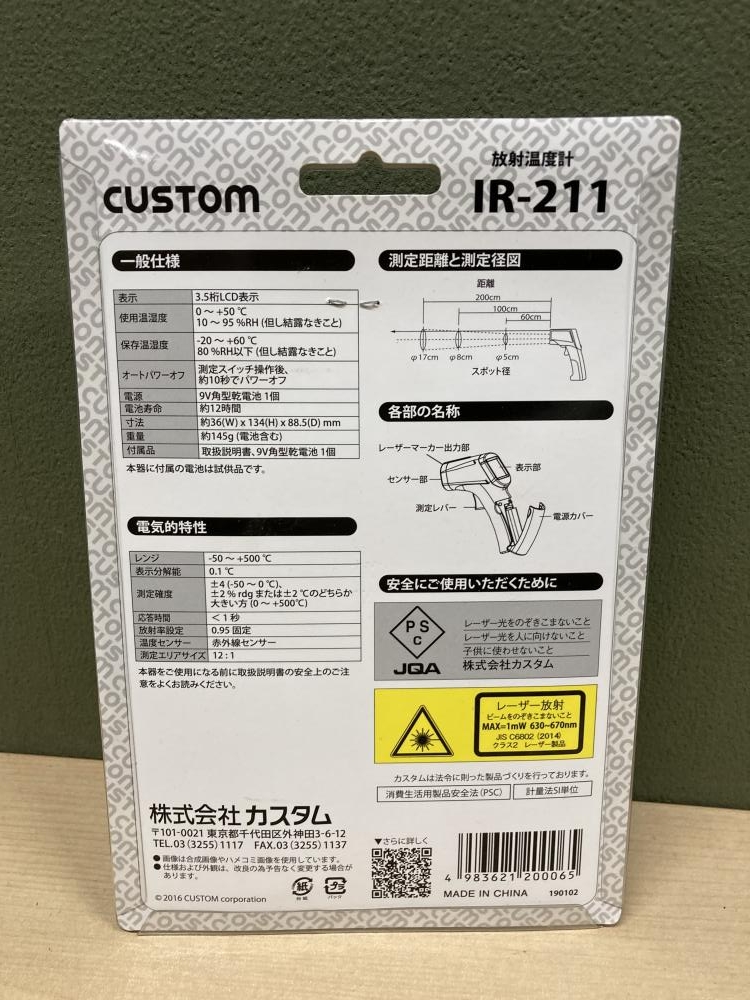 CUSTOM
放射温度計
IR-211
一般仕様
表示 3.5桁LCD表示
使用温湿度 0～+50℃
10～95%RH(但し結露なきこと)
保存温湿度 -20～+60℃
80%RH以下(但し結露なきこと)
オートパワーオフ 測定スイッチ操作後、
約10秒でパワーオフ
電源 9V角型乾電池1個
電池寿命 約12時間
寸法 約36(W) x 134(H) x 88.5(D) mm
重量 約145g(電池含む)
付属品 取扱説明書、9V角型乾電池1個
本器に付属の電池は試供品です。
電気的特性
レンジ -50～+500℃
表示分解能 0.1℃
測定確度 ±4(-50～0℃)、
±2% rdg または±2℃のどちらか
大きい方(0～+500℃)
応答時間 <1秒
放射率設定 0.95 固定
温度センサー 赤外線センサー
測定エリアサイズ 12:1
本器をご使用になる前に取扱説明書の安全上のご注
意をよくお読みください。
測定距離と測定径図
距離
200cm
100cm
60cm
φ17cm φ8cm φ5cm
スポット径
各部の名称
レーザーマーカー出力部
センサー部
表示部
測定レバー
電源カバー
安全にご使用いただくために
PS
C
JQA
レーザー光をのぞきこまないこと
レーザー光を人に向けないこと
子供に使わせないこと
株式会社カスタム
レーザー放射
ビームをのぞきこまないこと
MAX=1mW 630~670nm
JIS C6802 (2014)
クラス2 レーザー製品
カスタムは法令に則った製品づくりを行っております。
消費生活用製品安全法(PSC) 計量法SI単位
株式会社 カスタム
〒101-0021 東京都千代田区外神田3-6-12
TEL.03(3255)1117 FAX.03(3255)1137
●画像は合成画像やハメコミ画像を使用しています。
●仕様および外観は、改良の為予告なく変更する場合が
あります。
©2016 CUSTOM corporation
紙
プラ
パック
▼さらに詳しく
4 983621 200065
MADE IN CHINA 190102